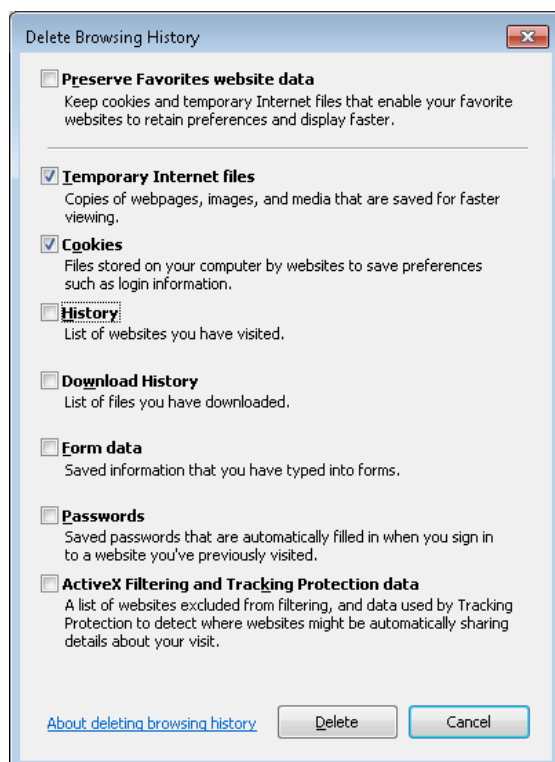 Delete Browsing History
Preserve Favorites website data
Keep cookies and temporary Internet files that enable your favorite
websites to retain preferences and display faster.
Temporary Internet files
Copies of webpages, images, and media that are saved for faster
viewing.
Cookies
Files stored on your computer by websites to save preferences
such as login information.
History
List of websites you have visited.
Download History
List of files you have downloaded.
Form data
Saved information that you have typed into forms.
Passwords
Saved passwords that are automatically filled in when you sign in
to a website you've previously visited.
ActiveX Filtering and Tracking Protection data
A list of websites excluded from filtering, and data used by Tracking
Protection to detect where websites might be automatically sharing
details about your visit.
About deleting browsing history Delete Cancel